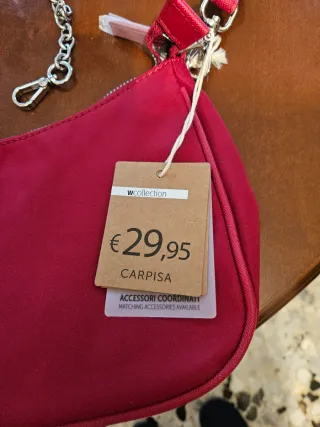 wcollection
€29,95
CARPISA
ACCESSORI COORDINATI
MATCHING ACCESSORIES AVAILABLE